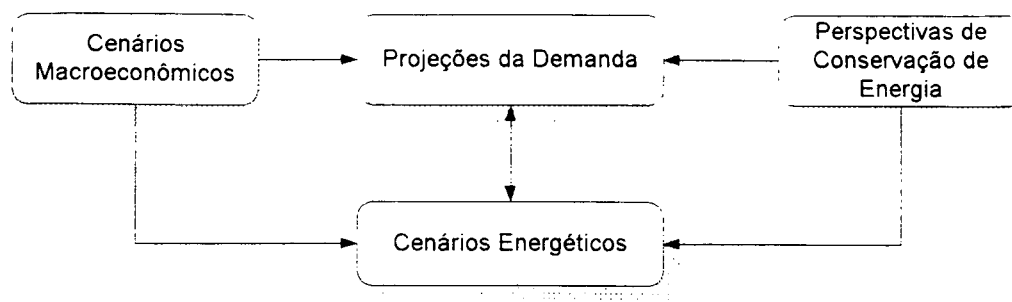 Cenários
Macroeconômicos
Projeções da Demanda
Perspectivas de
Conservação de
Energia
Cenários Energéticos